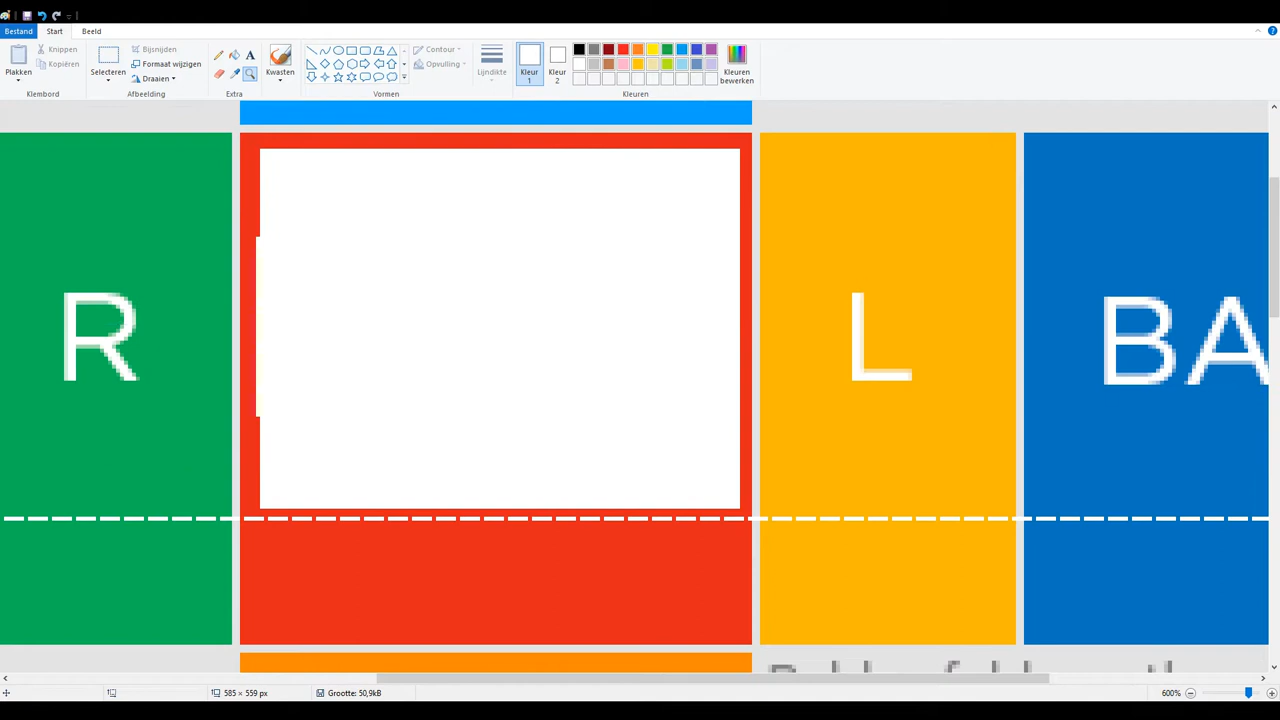 Bestand Start Beeld
Plakken
Knippen
Kopiëren
Klembord
Selecteren
Bijsnijden
Formaat wijzigen
Draaien
Afbeelding
A
Extra
Kwasten
Vormen
Contour
Opvulling
Lijndikte
Kleur 1
Kleur 2
Kleuren bewerken
Kleuren
R
L
BA
585 × 559 px
Grootte: 50,9kB
600%